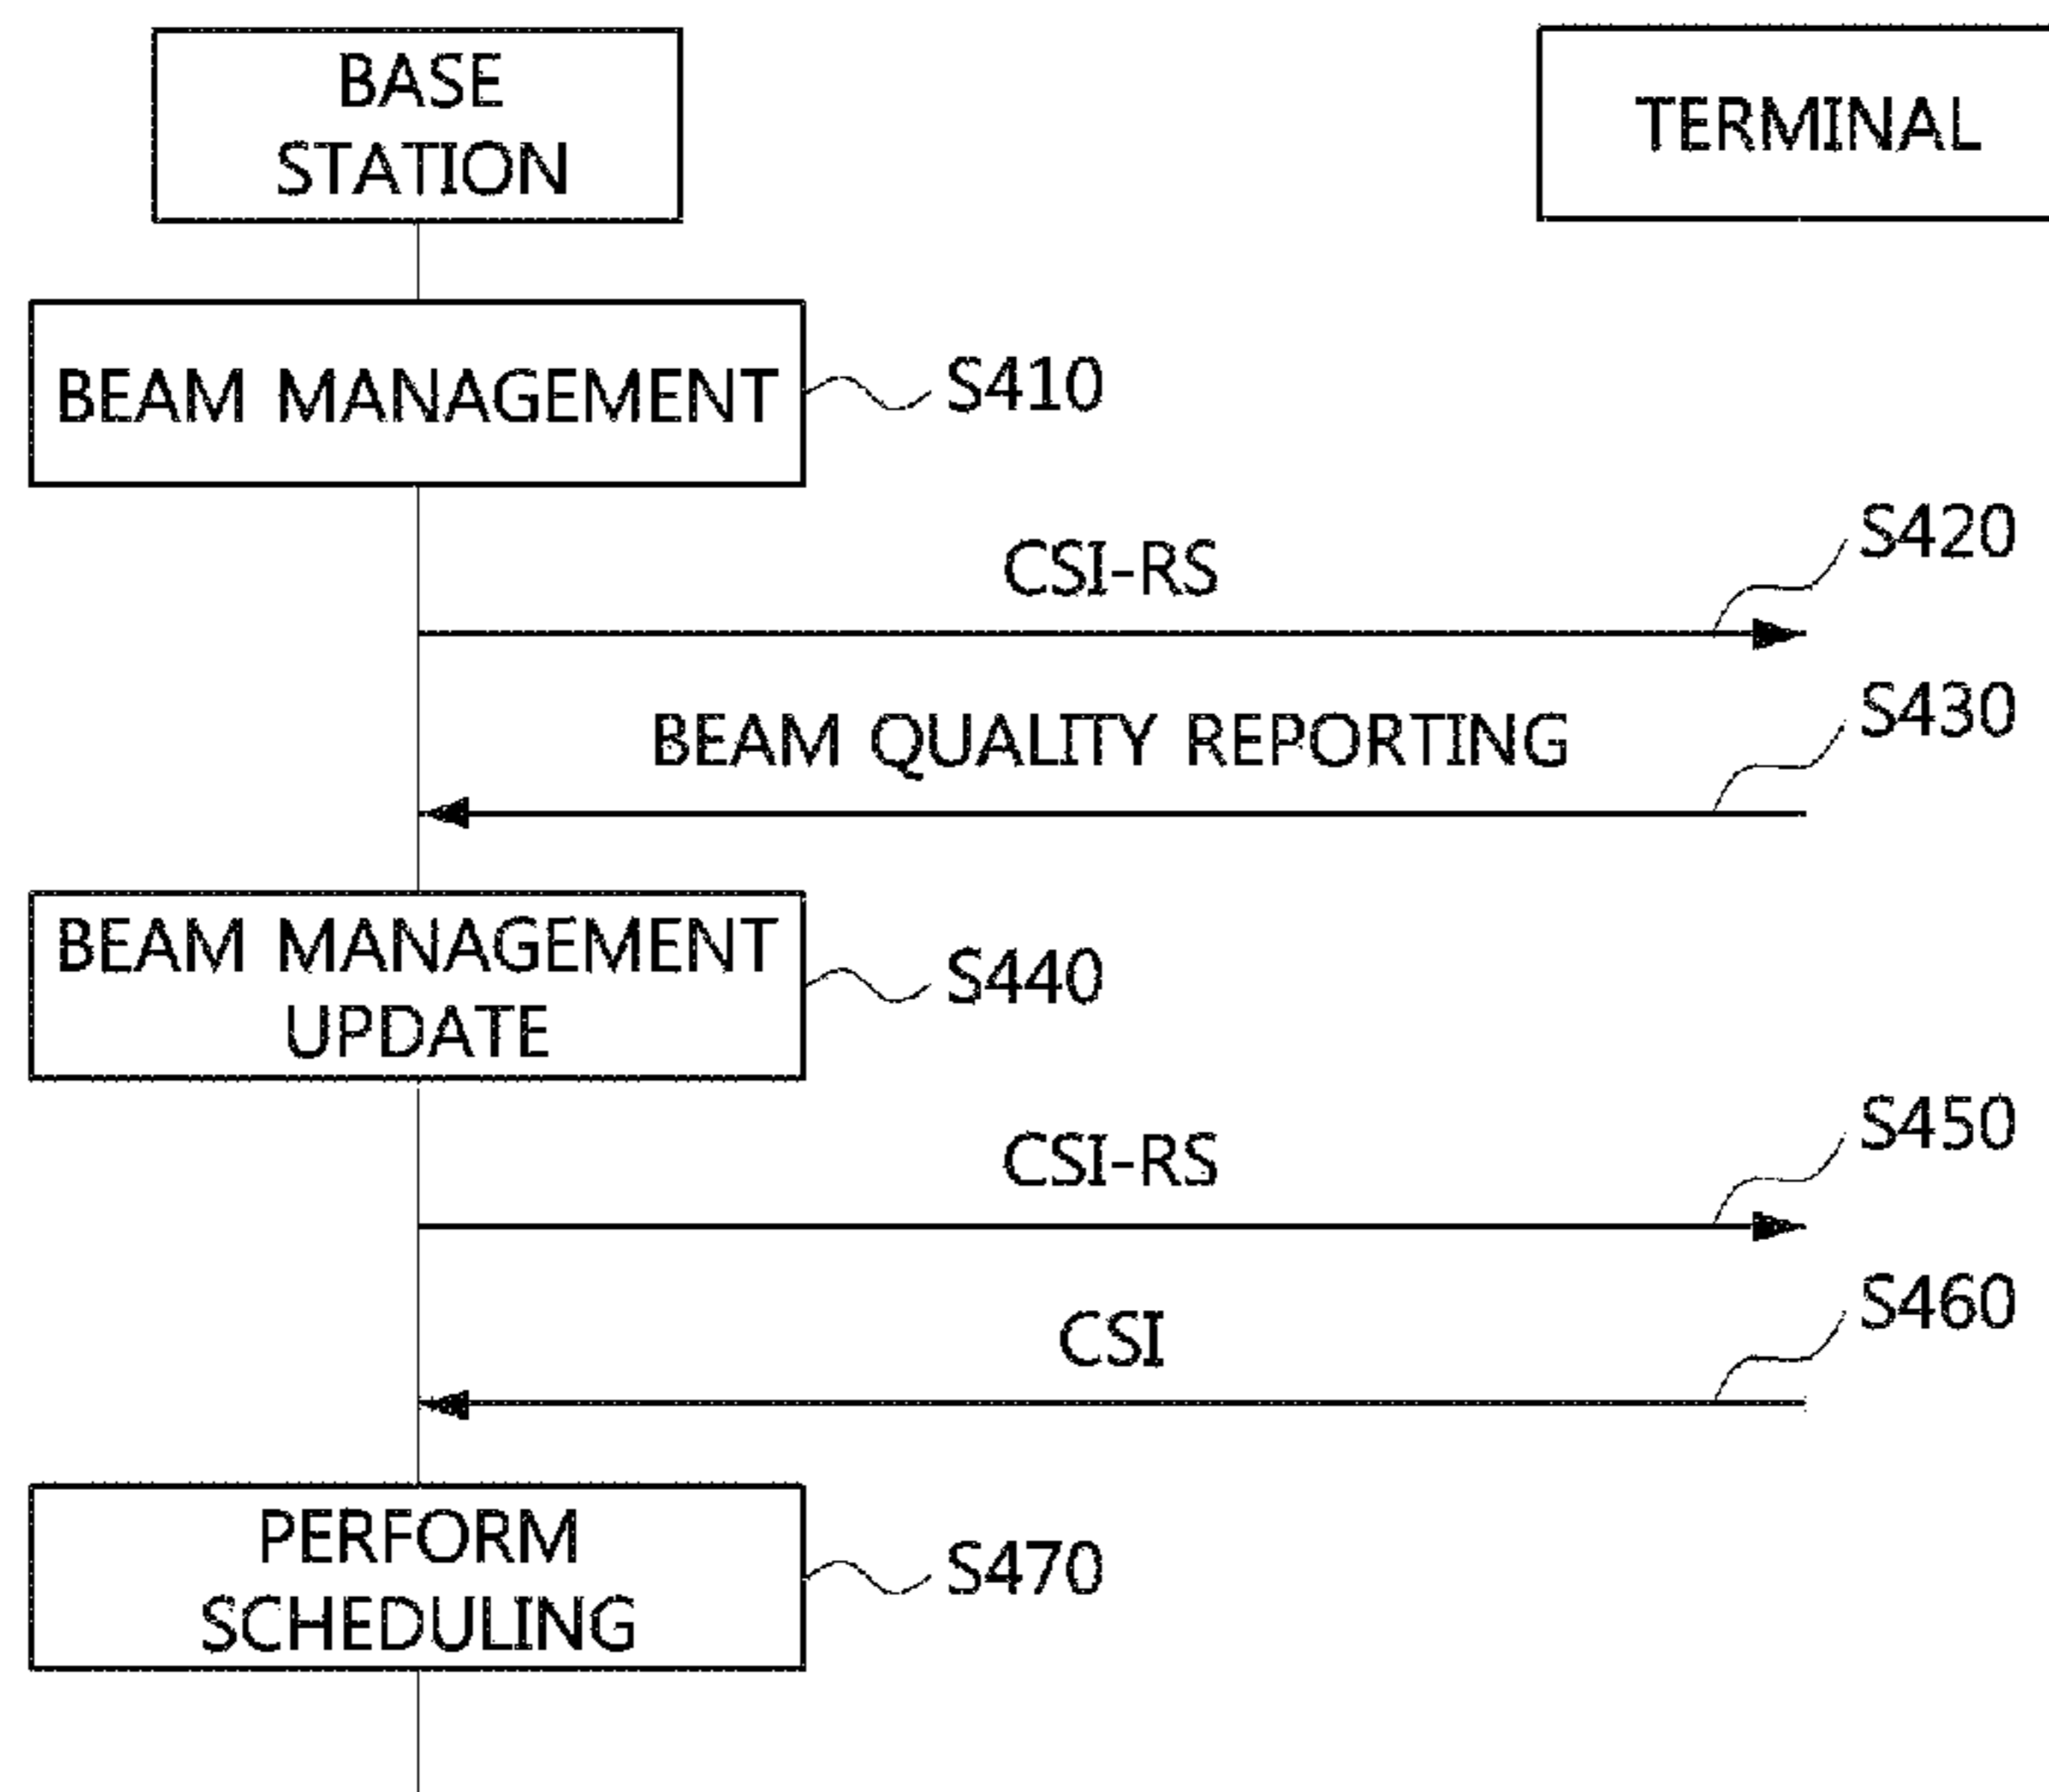 BASE
STATION
TERMINAL
BEAM MANAGEMENT
S410
CSI-RS
S420
BEAM QUALITY REPORTING
S430
BEAM MANAGEMENT
UPDATE
S440
CSI-RS
S450
CSI
S460
PERFORM
SCHEDULING
S470